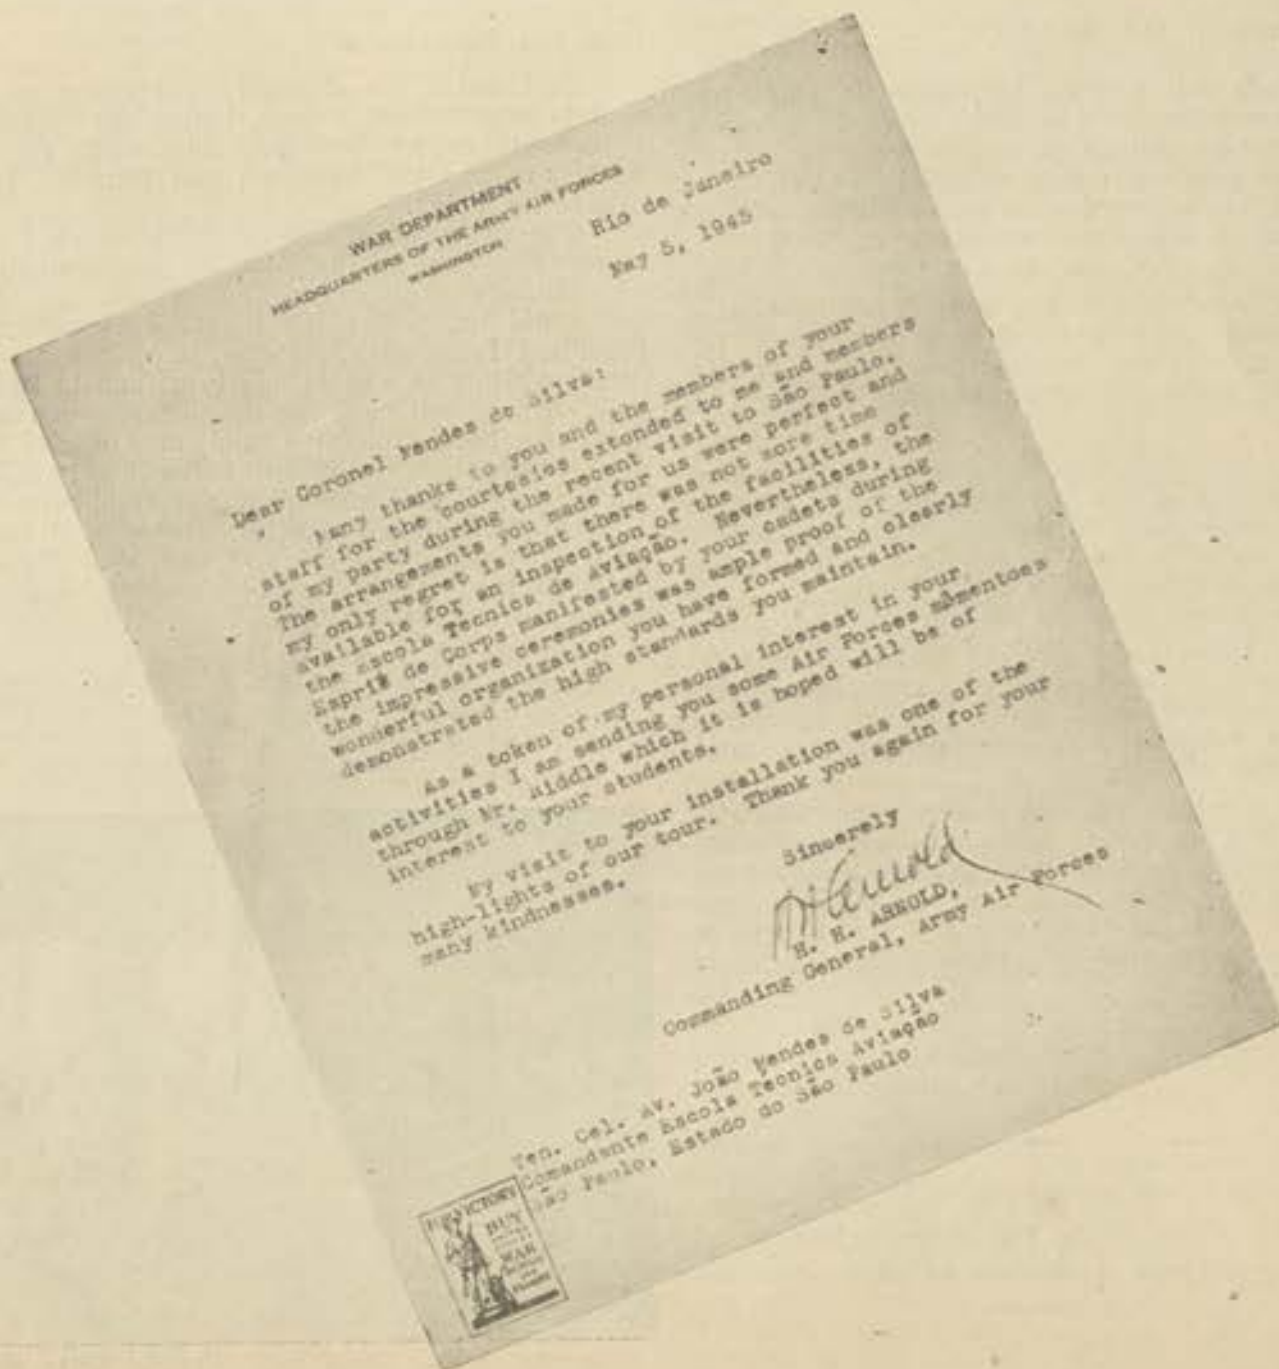 WAR DEPARTMENT
HEADQUARTERS OF THE ARMY AIR FORCES
WASHINGTON
Rio de Janeiro
May 5, 1945
Dear Coronel Mendes de Silva:
Many thanks to you and the members of your
staff for the courtesies extended to me and members
of my party during the recent visit to São Paulo.
The arrangements you made for us were perfect and
my only regret is that there was not more time
available for an inspection of the facilities of
the Escola Tecnica de Aviação. Nevertheless, the
Esprit de Corps manifested by your cadets during
the impressive ceremonies was ample proof of the
wonderful organization you have formed and clearly
demonstrated the high standards you maintain.
As a token of my personal interest in your
activities I am sending you some Air Forces mementoes
through Mr. Riddle which it is hoped will be of
interest to your students.
My visit to your installation was one of the
high-lights of our tour. Thank you again for your
many kindnesses.
Sincerely
HHArnold
H. H. ARNOLD,
Commanding General, Army Air Forces
Ten. Cel. Av. João Mendes de Silva
Comandante Escola Tecnica Aviação
São Paulo, Estado do São Paulo
FOR VICTORY
BUY
UNITED
STATES
WAR
BONDS
AND
STAMPS